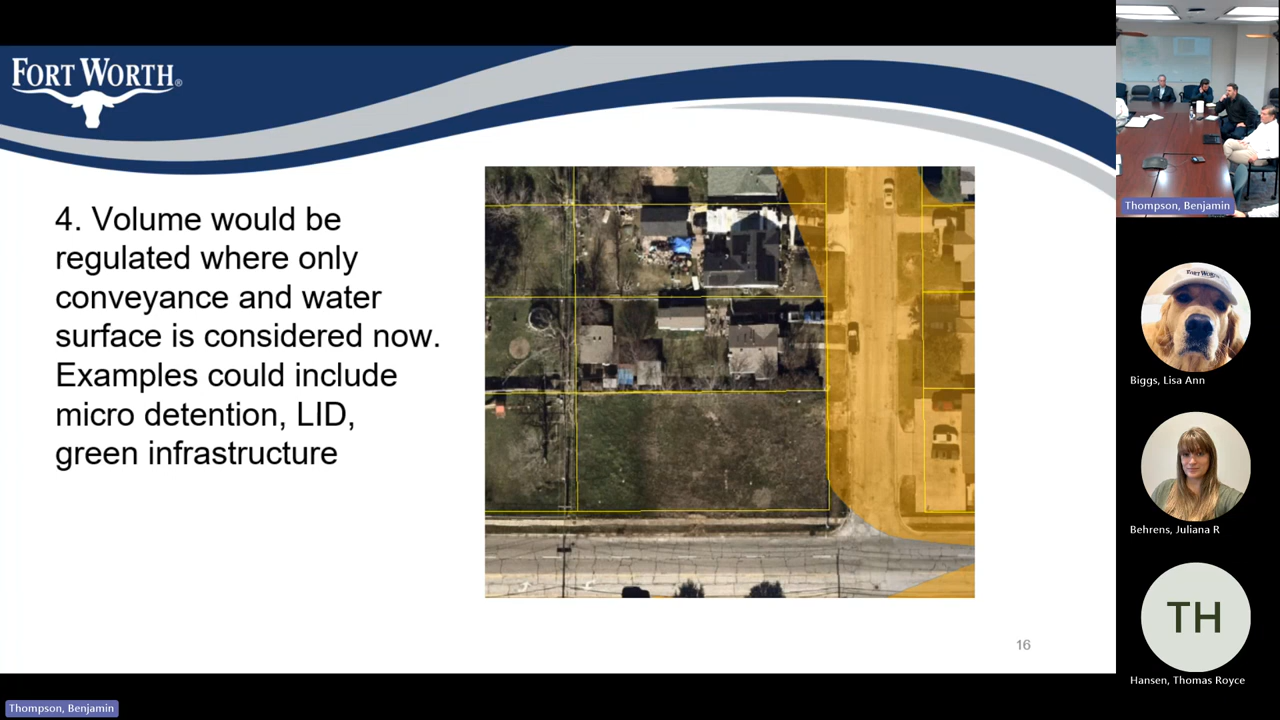 FORT WORTH®
4. Volume would be
regulated where only
conveyance and water
surface is considered now.
Examples could include
micro detention, LID,
green infrastructure
16
Thompson, Benjamin
FORT WORTH
Biggs, Lisa Ann
Behrens, Juliana R
TH
Hansen, Thomas Royce
Thompson, Benjamin